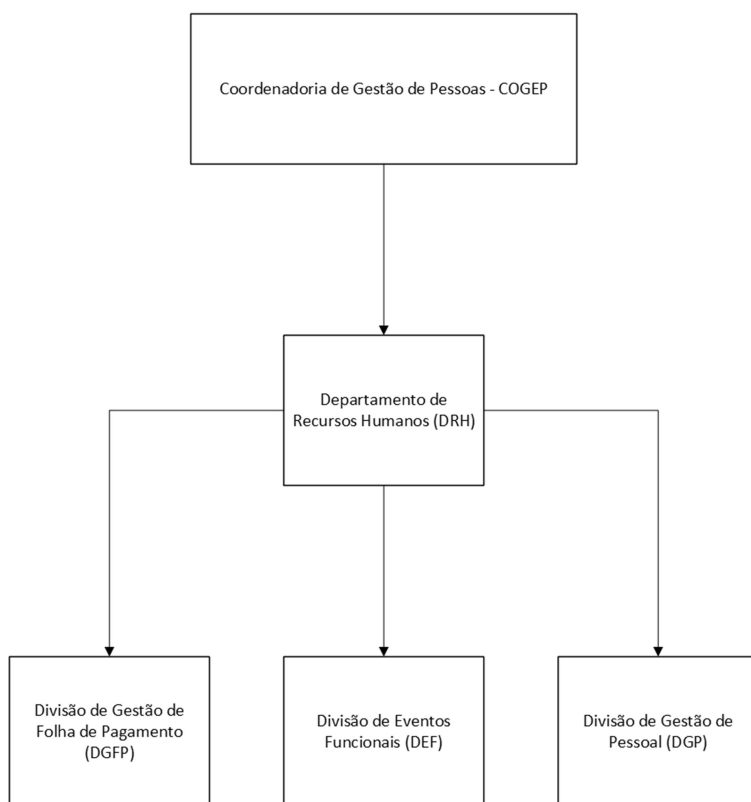 Coordenadoria de Gestão de Pessoas - COGEP
Departamento de
Recursos Humanos (DRH)
Divisão de Gestão de
Folha de Pagamento
(DGFP)
Divisão de Eventos
Funcionais (DEF)
Divisão de Gestão de
Pessoal (DGP)